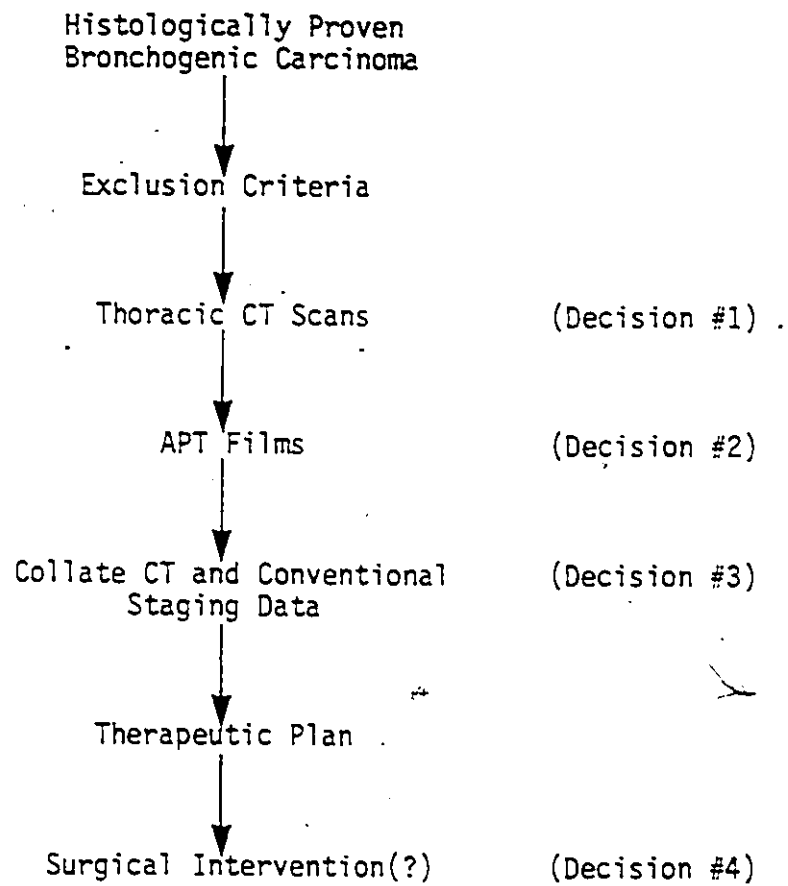 Histologically Proven
Bronchogenic Carcinoma
Exclusion Criteria
Thoracic CT Scans (Decision #1)
APT Films (Decision #2)
Collate CT and Conventional (Decision #3)
Staging Data
Therapeutic Plan
Surgical Intervention(?) (Decision #4)